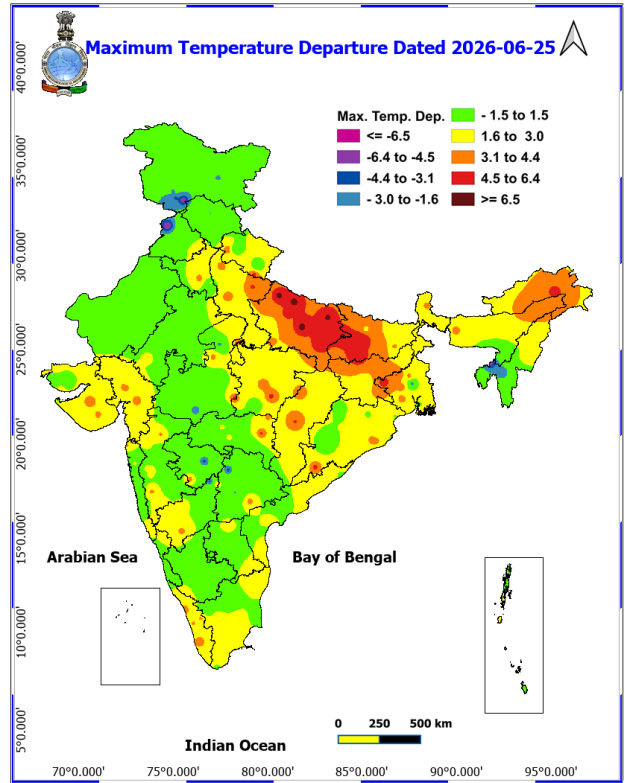 Maximum Temperature Departure Dated 2026-06-25
Max. Temp. Dep.
<= -6.5
-6.4 to -4.5
-4.4 to -3.1
- 3.0 to -1.6
- 1.5 to 1.5
1.6 to 3.0
3.1 to 4.4
4.5 to 6.4
>= 6.5
40°0.000'
35°0.000'
30°0.000'
25°0.000'
20°0.000'
15°0.000'
10°0.000'
5°0.000'
Arabian Sea
Bay of Bengal
Indian Ocean
0 250 500 km
70°0.000' 75°0.000' 80°0.000' 85°0.000' 90°0.000' 95°0.000'